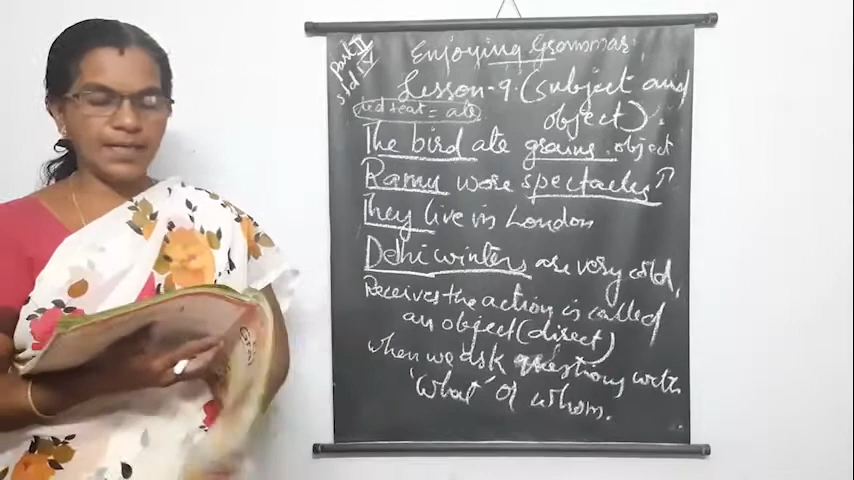 Part II
Std 5
Enjoying Grammar
Lesson-9. (subject and
object).
ate
The bird ate grains. object
Ramu wore spectacles
They live in London
Delhi winters are very cold.
Receives the action is called
an object (direct)
when we ask questions with
'what' or whom.